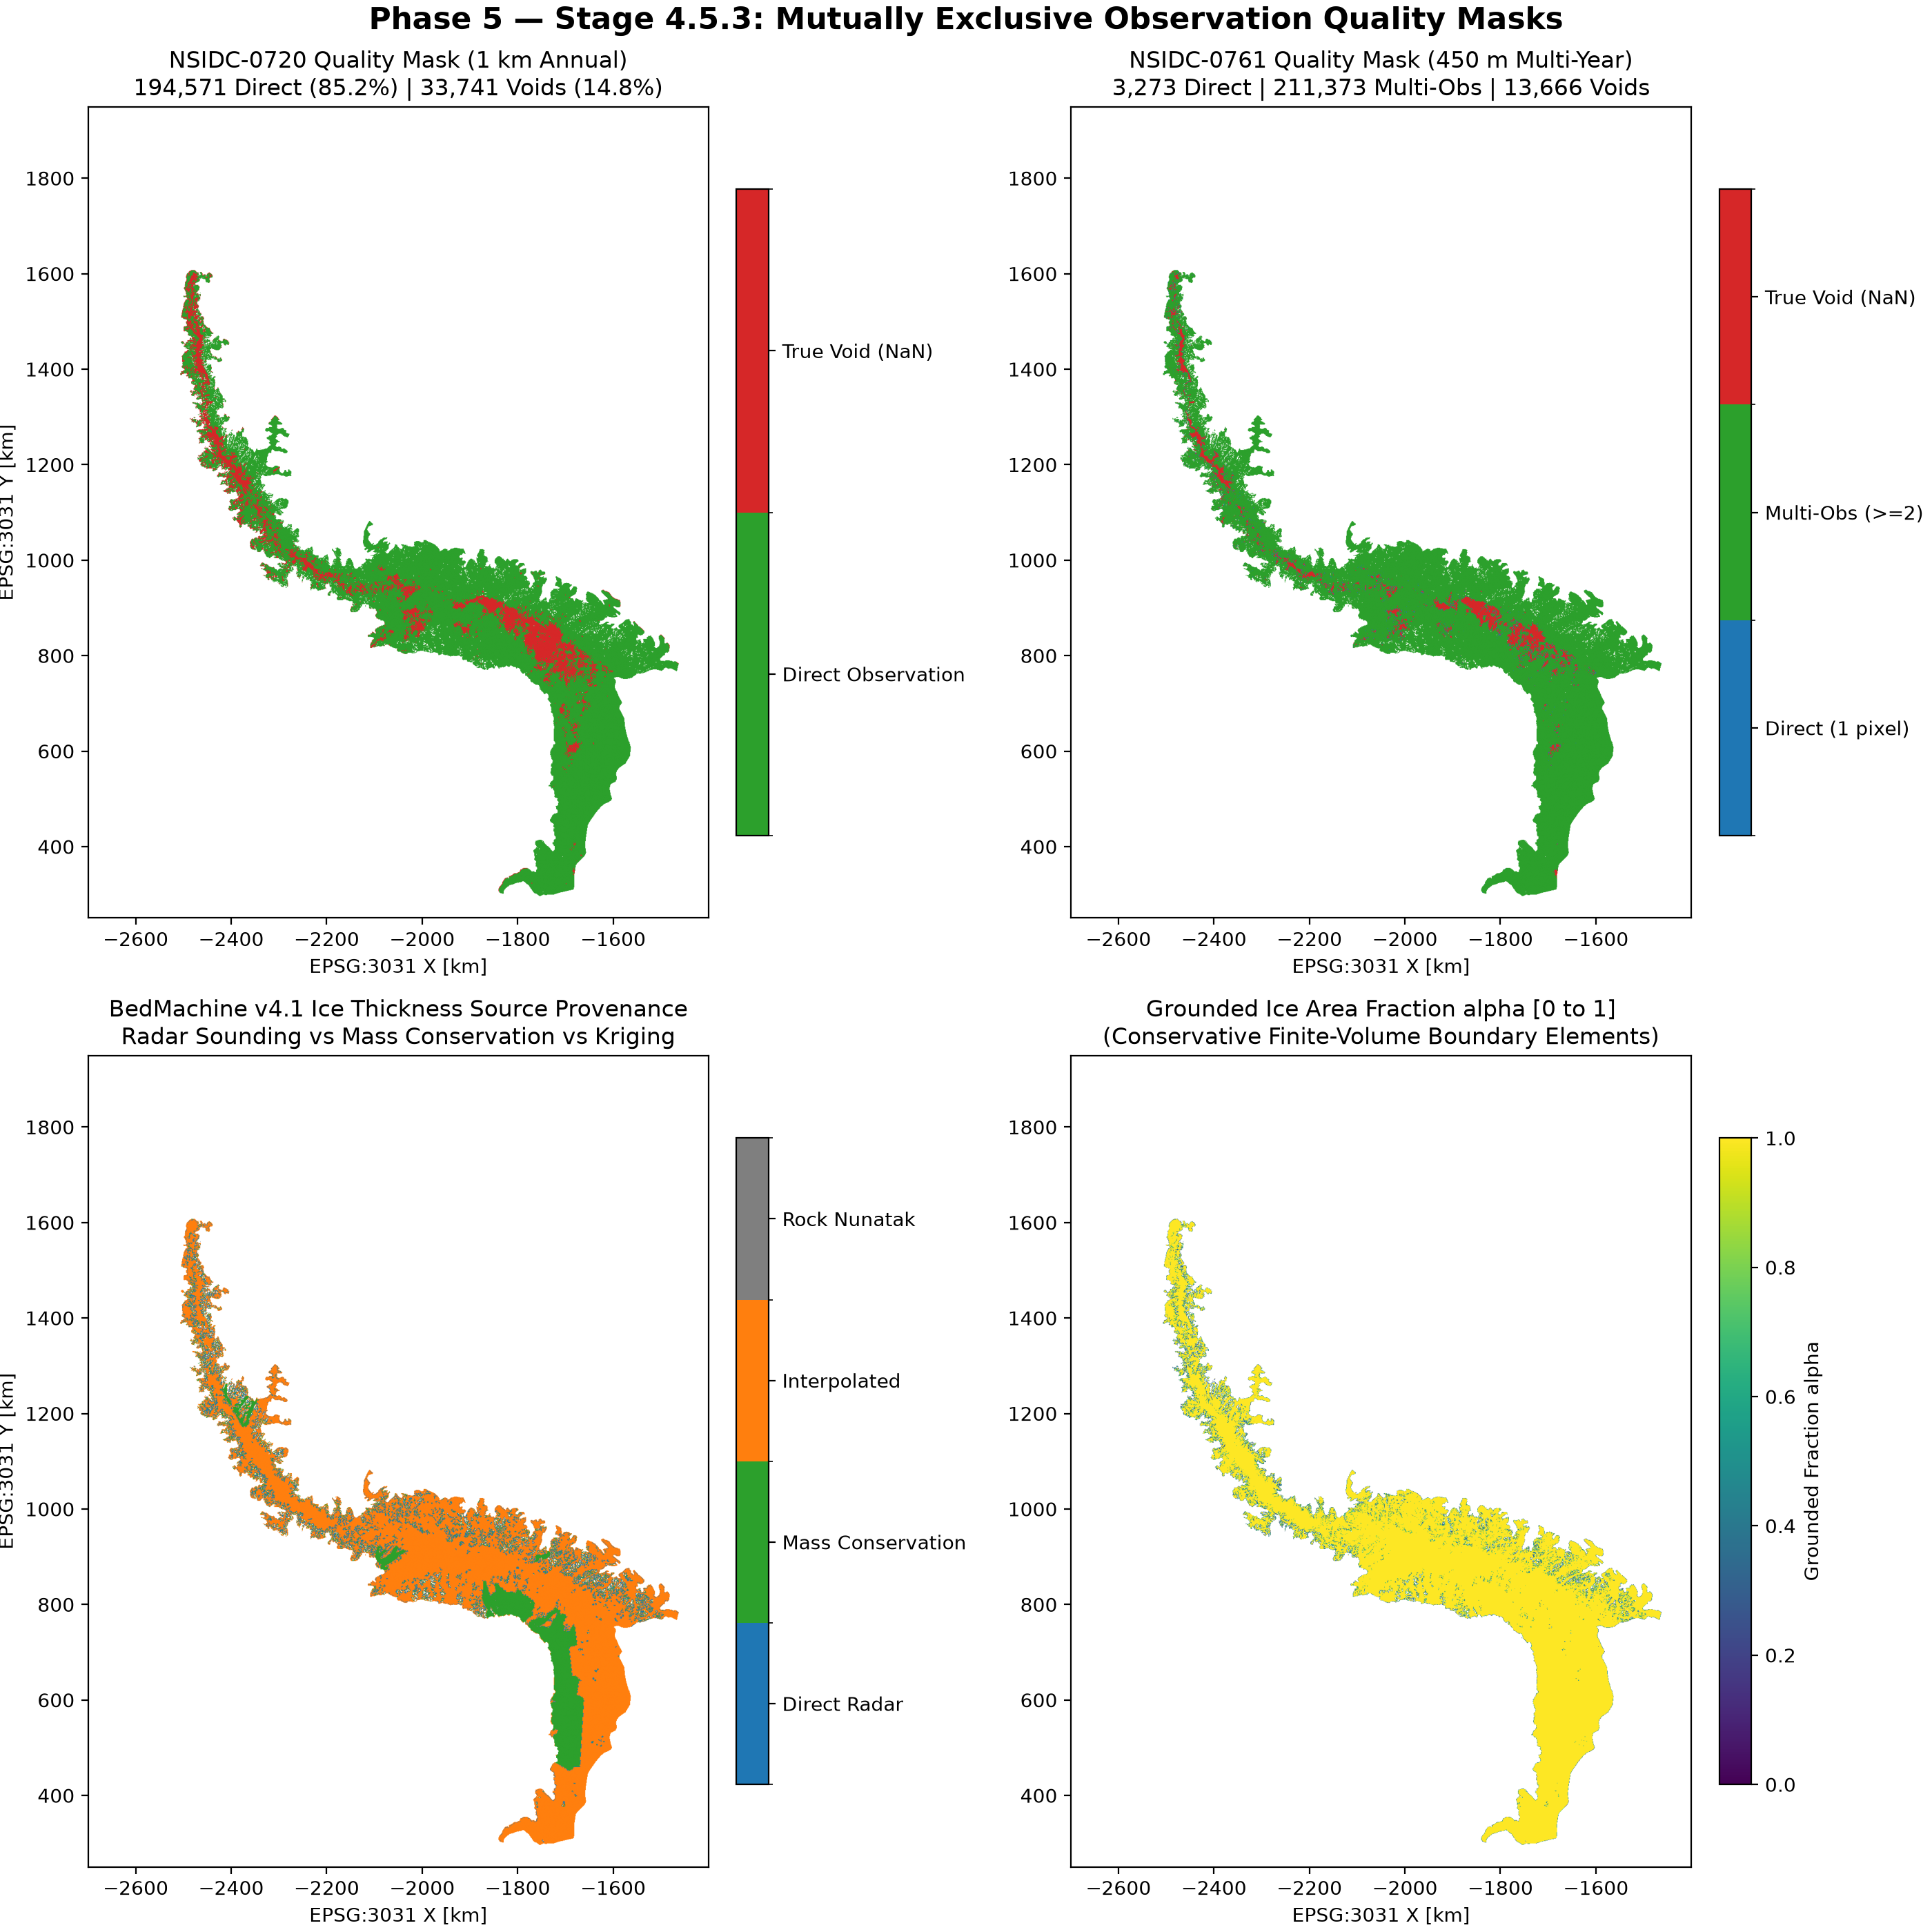 Phase 5 — Stage 4.5.3: Mutually Exclusive Observation Quality Masks
NSIDC-0720 Quality Mask (1 km Annual)
194,571 Direct (85.2%) | 33,741 Voids (14.8%)
1800
1600
1400
1200
1000
800
600
400
EPSG:3031 Y [km]
−2600
−2400
−2200
−2000
−1800
−1600
EPSG:3031 X [km]
True Void (NaN)
Direct Observation
NSIDC-0761 Quality Mask (450 m Multi-Year)
3,273 Direct | 211,373 Multi-Obs | 13,666 Voids
1800
1600
1400
1200
1000
800
600
400
−2600
−2400
−2200
−2000
−1800
−1600
EPSG:3031 X [km]
True Void (NaN)
Multi-Obs (>=2)
Direct (1 pixel)
BedMachine v4.1 Ice Thickness Source Provenance
Radar Sounding vs Mass Conservation vs Kriging
1800
1600
1400
1200
1000
800
600
400
EPSG:3031 Y [km]
−2600
−2400
−2200
−2000
−1800
−1600
EPSG:3031 X [km]
Rock Nunatak
Interpolated
Mass Conservation
Direct Radar
Grounded Ice Area Fraction alpha [0 to 1]
(Conservative Finite-Volume Boundary Elements)
1800
1600
1400
1200
1000
800
600
400
−2600
−2400
−2200
−2000
−1800
−1600
EPSG:3031 X [km]
1.0
0.8
0.6
0.4
0.2
0.0
Grounded Fraction alpha